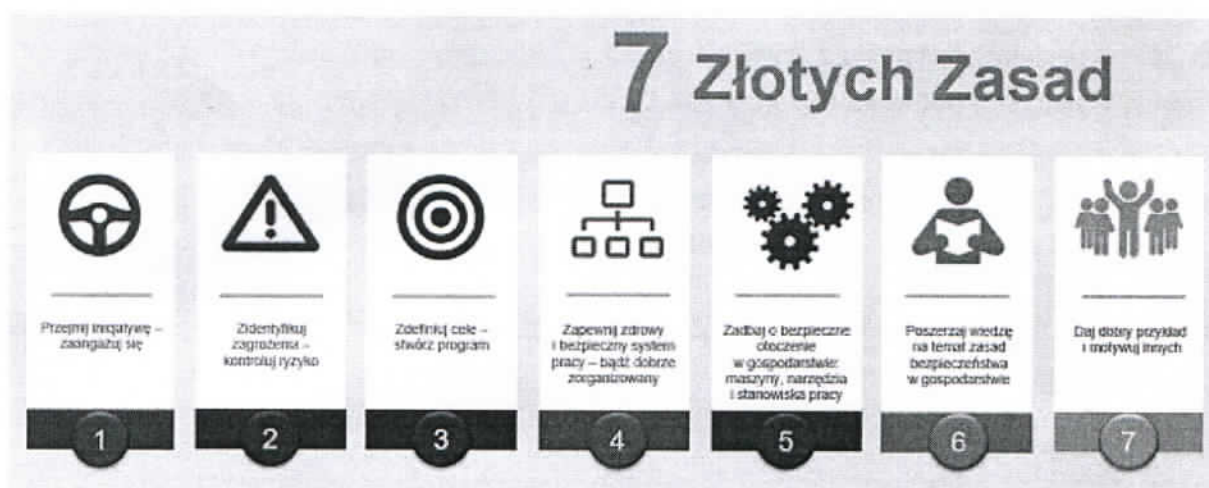 7 Złotych Zasad
Przejmij inicjatywę –
zaangażuj się
1
Zidentyfikuj
zagrożenia –
kontroluj ryzyko
2
Zdefiniuj cele –
stwórz program
3
Zapewnij zdrowy
i bezpieczny system
pracy – bądź dobrze
zorganizowany
4
Zadbaj o bezpieczne
otoczenie
w gospodarstwie:
maszyny, narzędzia
i stanowiska pracy
5
Poszerzaj wiedzę
na temat zasad
bezpieczeństwa
w gospodarstwie
6
Daj dobry przykład
i motywuj innych
7